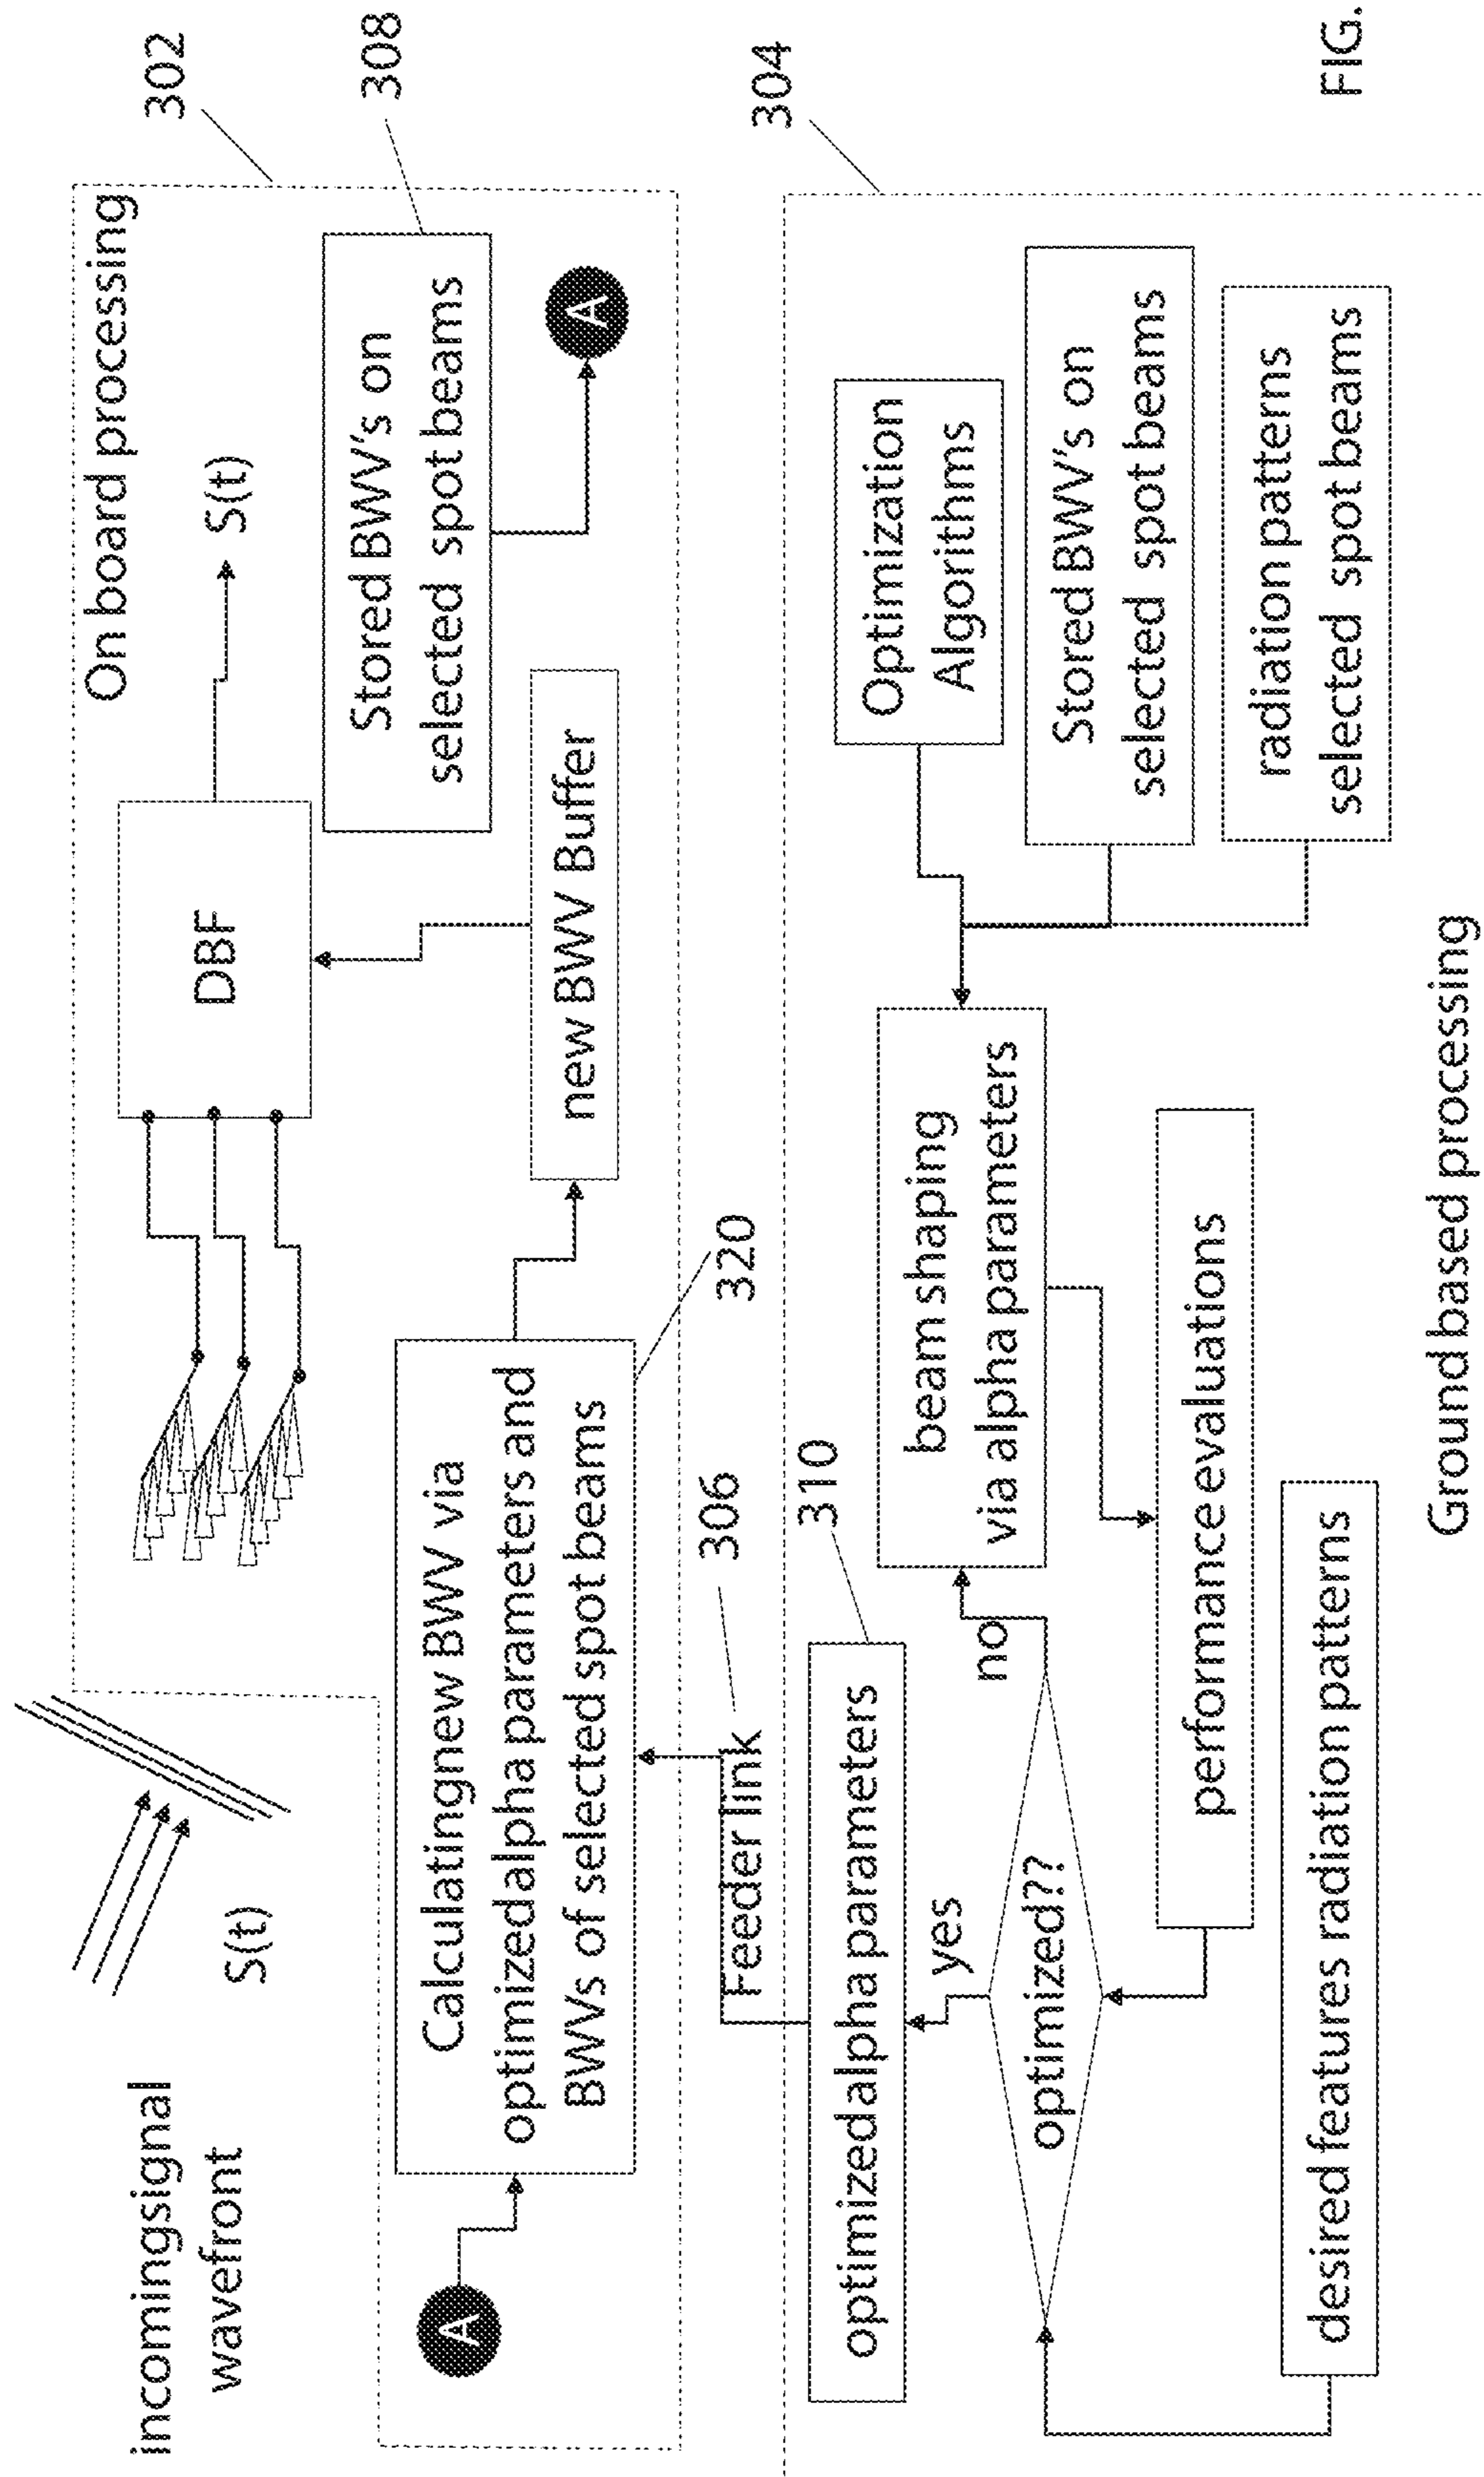 incomingsignal
wavefront
S(t)
On board processing
302
DBF
S(t)
Stored BWV's on
selected spot beams
308
A
A
Calculatingnew BWV via
optimizedalpha parameters and
BWVs of selected spot beams
320
new BWV Buffer
Feeder link
306
304
optimizedalpha parameters
310
yes
no
optimized??
beam shaping
via alpha parameters
Optimization
Algorithms
Stored BWV's on
selected spot beams
radiation patterns
selected spot beams
performance evaluations
desired features radiation patterns
Ground based processing
FIG.